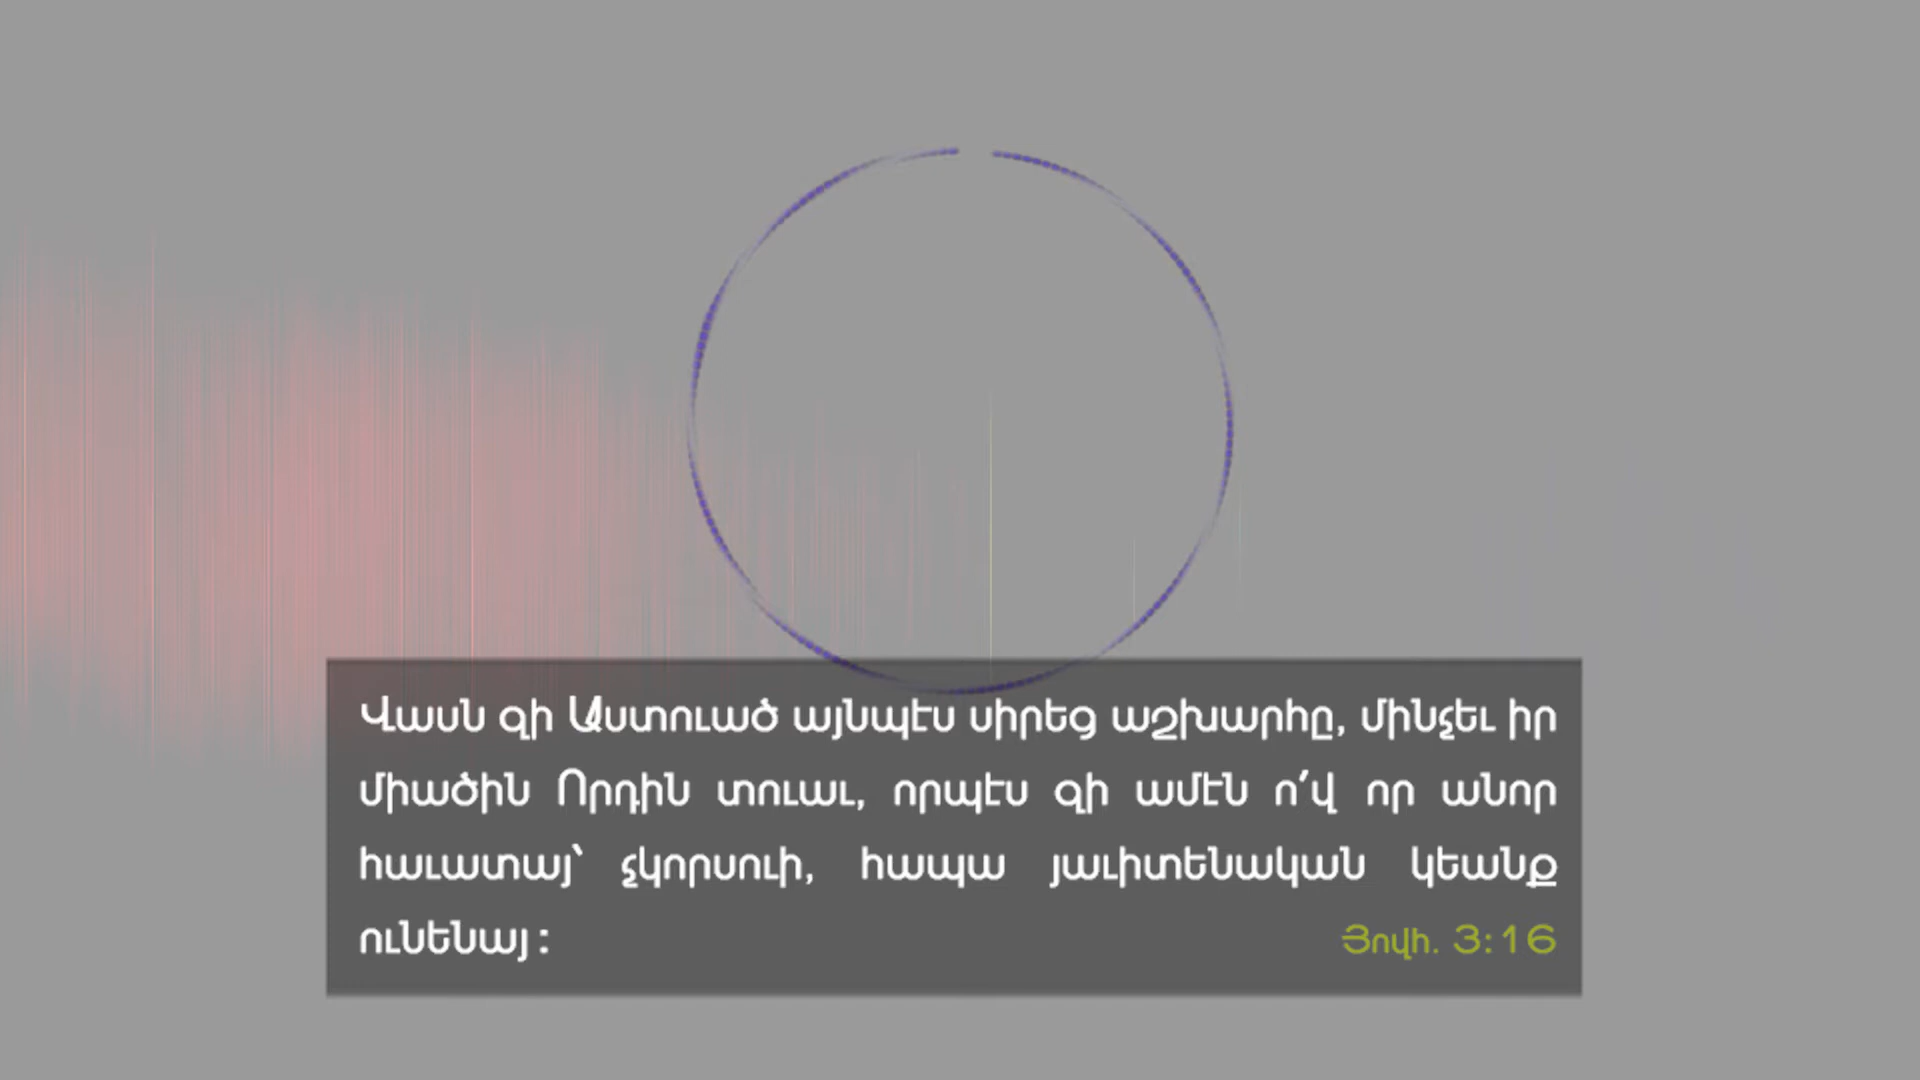 Վասն զի Աստուած այնպէս սիրեց աշխարհը, մինչեւ իր
միածին Որդին տուաւ, որպէս զի ամէն ո՛վ որ անոր
հաւատայ՝ չկորսուի, հապա յաւիտենական կեանք
ունենայ: Յովհ. 3:16